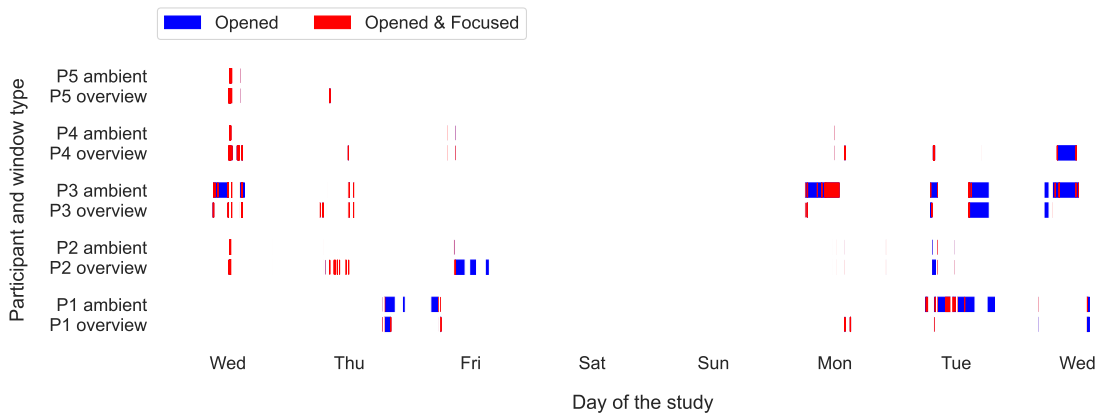 Opened
Opened & Focused
Participant and window type
P5 ambient
P5 overview
P4 ambient
P4 overview
P3 ambient
P3 overview
P2 ambient
P2 overview
P1 ambient
P1 overview
Wed Thu Fri Sat Sun Mon Tue Wed
Day of the study